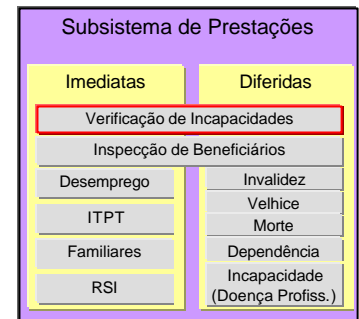 Subsistema de Prestações
Imediatas
Diferidas
Verificação de Incapacidades
Inspecção de Beneficiários
Desemprego
ITPT
Familiares
RSI
Invalidez
Velhice
Morte
Dependência
Incapacidade
(Doença Profiss.)